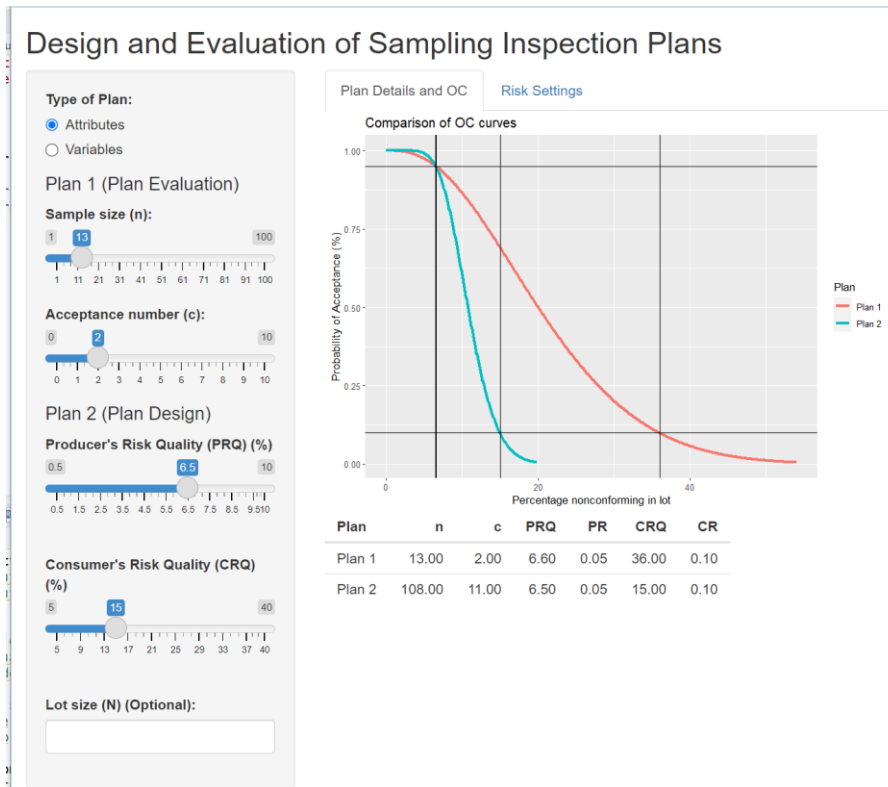 Design and Evaluation of Sampling Inspection Plans
Type of Plan:
Attributes
Variables
Plan 1 (Plan Evaluation)
Sample size (n):
1 13 100
1 11 21 31 41 51 61 71 81 91 100
Acceptance number (c):
0 2 10
0 1 2 3 4 5 6 7 8 9 10
Plan 2 (Plan Design)
Producer's Risk Quality (PRQ) (%)
0.5 6.5 10
0.5 1.5 2.5 3.5 4.5 5.5 6.5 7.5 8.5 9.510
Consumer's Risk Quality (CRQ)
(%)
5 15 40
5 9 13 17 21 25 29 33 37 40
Lot size (N) (Optional):
Plan Details and OC Risk Settings
Comparison of OC curves
Probability of Acceptance (%)
1.00
0.75
0.50
0.25
0.00
0 20 40
Percentage nonconforming in lot
Plan
Plan 1
Plan 2
Plan n c PRQ PR CRQ CR
Plan 1 13.00 2.00 6.60 0.05 36.00 0.10
Plan 2 108.00 11.00 6.50 0.05 15.00 0.10